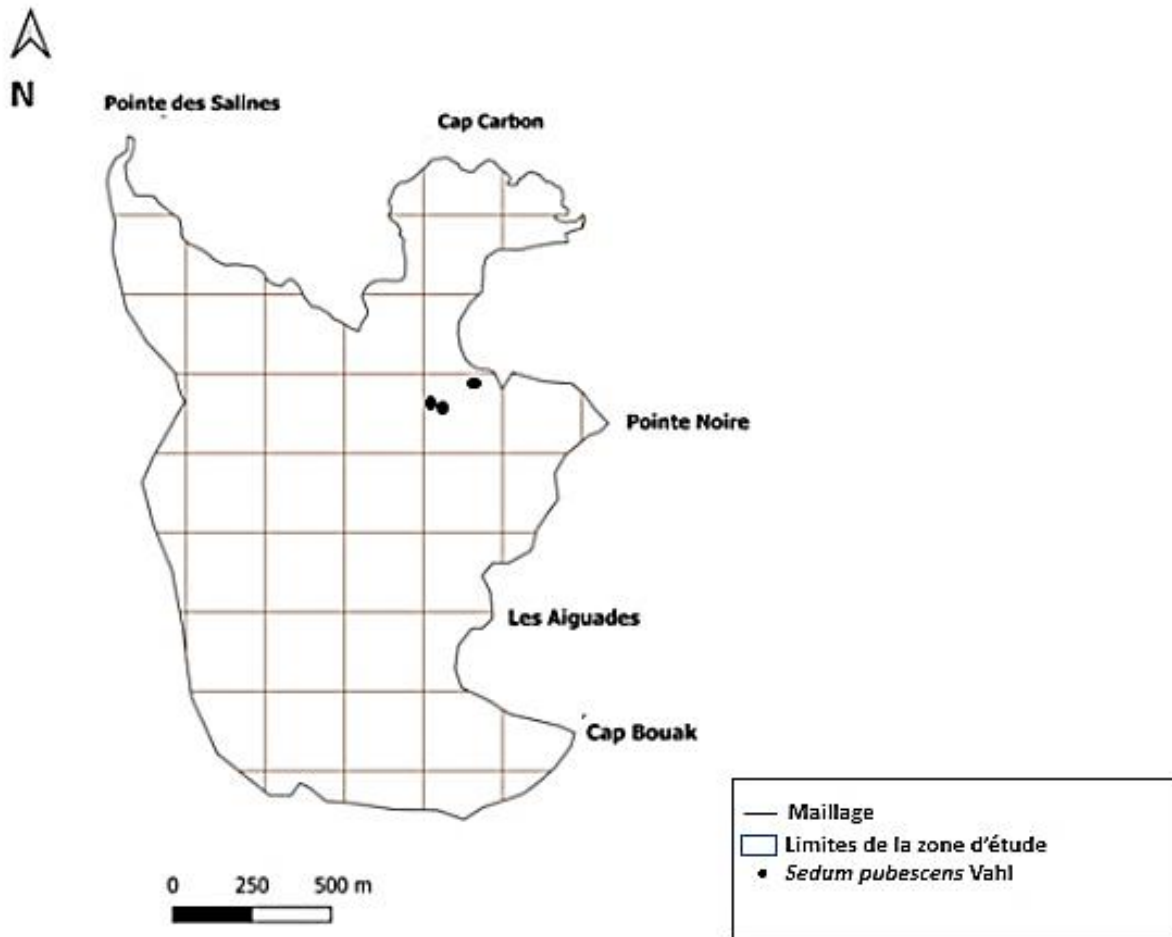 N
Pointe des Salines
Cap Carbon
Pointe Noire
Les Aiguades
Cap Bouak
Maillage
Limites de la zone d'étude
Sedum pubescens Vahl
0 250 500 m